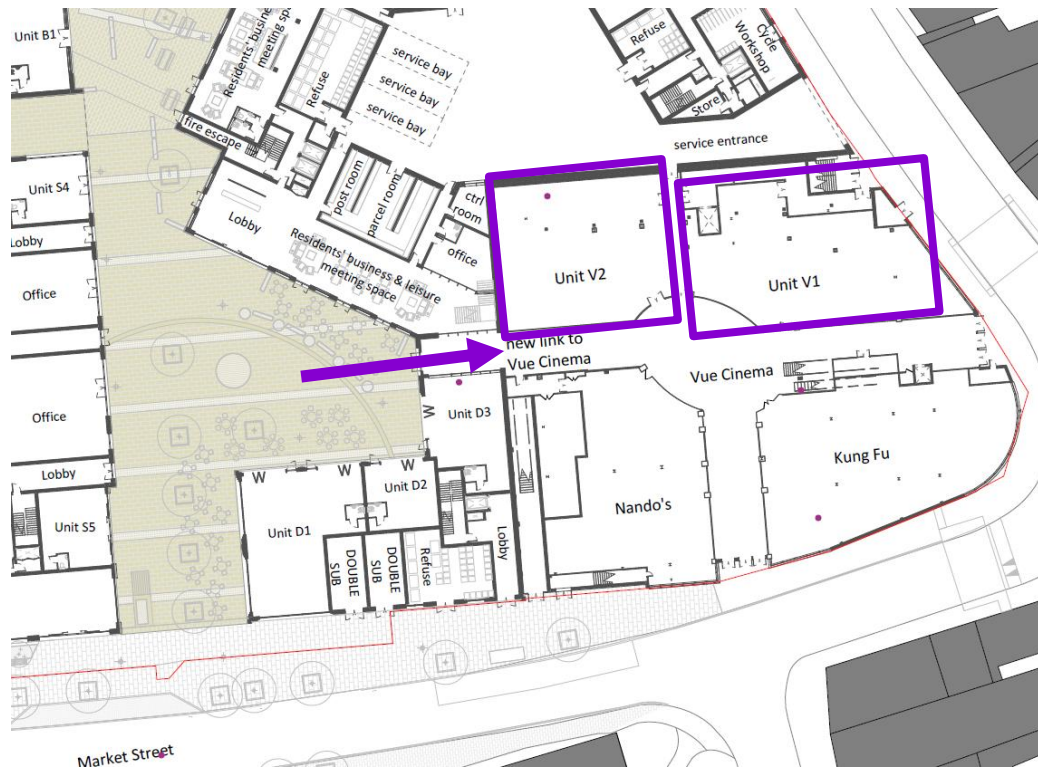 Unit B1
Residents' business
meeting space
Refuse
service bay
service bay
service bay
Refuse
Cycle
Workshop
Store
service entrance
fire escape
post room
parcel room
ctrl
room
office
Lobby
Residents' business & leisure
meeting space
Unit S4
Lobby
Office
Office
Lobby
Unit S5
Unit V2
Unit V1
new link to
Vue Cinema
Vue Cinema
Unit D3
W
Kung Fu
Nando's
W
W
W
Unit D2
Unit D1
DOUBLE
SUB
DOUBLE
SUB
Refuse
Lobby
Market Street